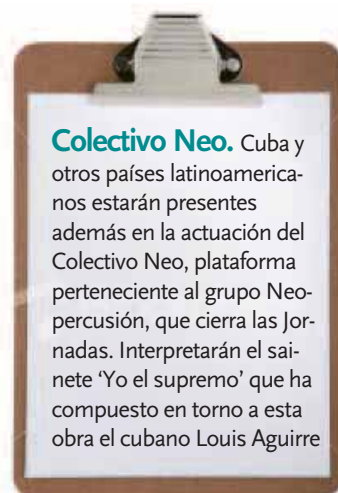 Colectivo Neo. Cuba y
otros países latinoamerica-
nos estarán presentes
además en la actuación del
Colectivo Neo, plataforma
perteneciente al grupo Neo-
percusión, que cierra las Jor-
nadas. Interpretarán el sai-
nete ‘Yo el supremo’ que ha
compuesto en torno a esta
obra el cubano Louis Aguirre